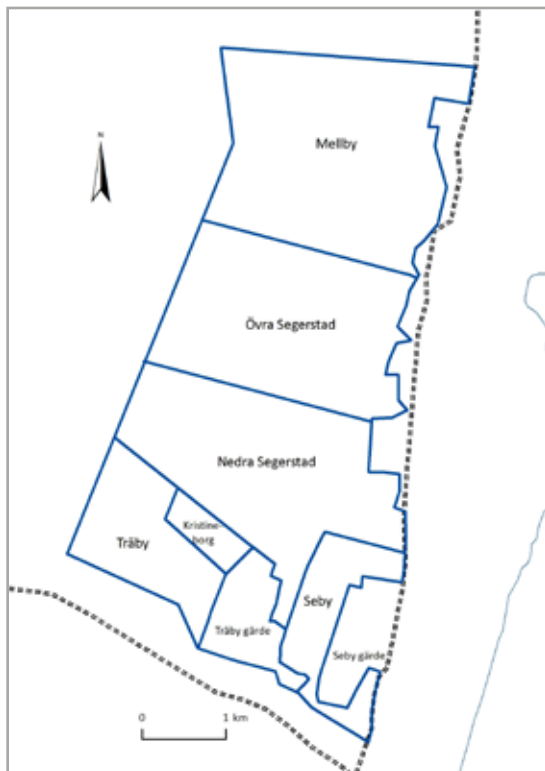 N
Mellby
Övra Segerstad
Nedra Segerstad
Kristine-
borg
Träby
Seby
Träby gärde
Seby gärde
0 1 km